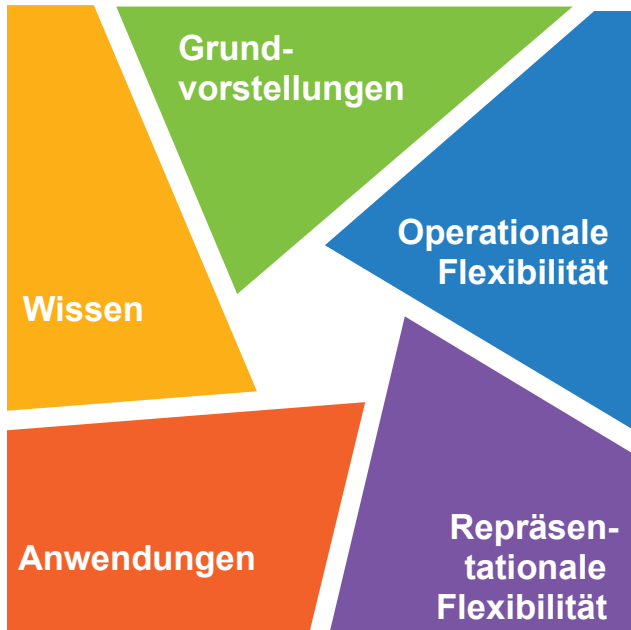 Grund-
vorstellungen
Operationale
Flexibilität
Wissen
Anwendungen
Repräsen-
tationale
Flexibilität